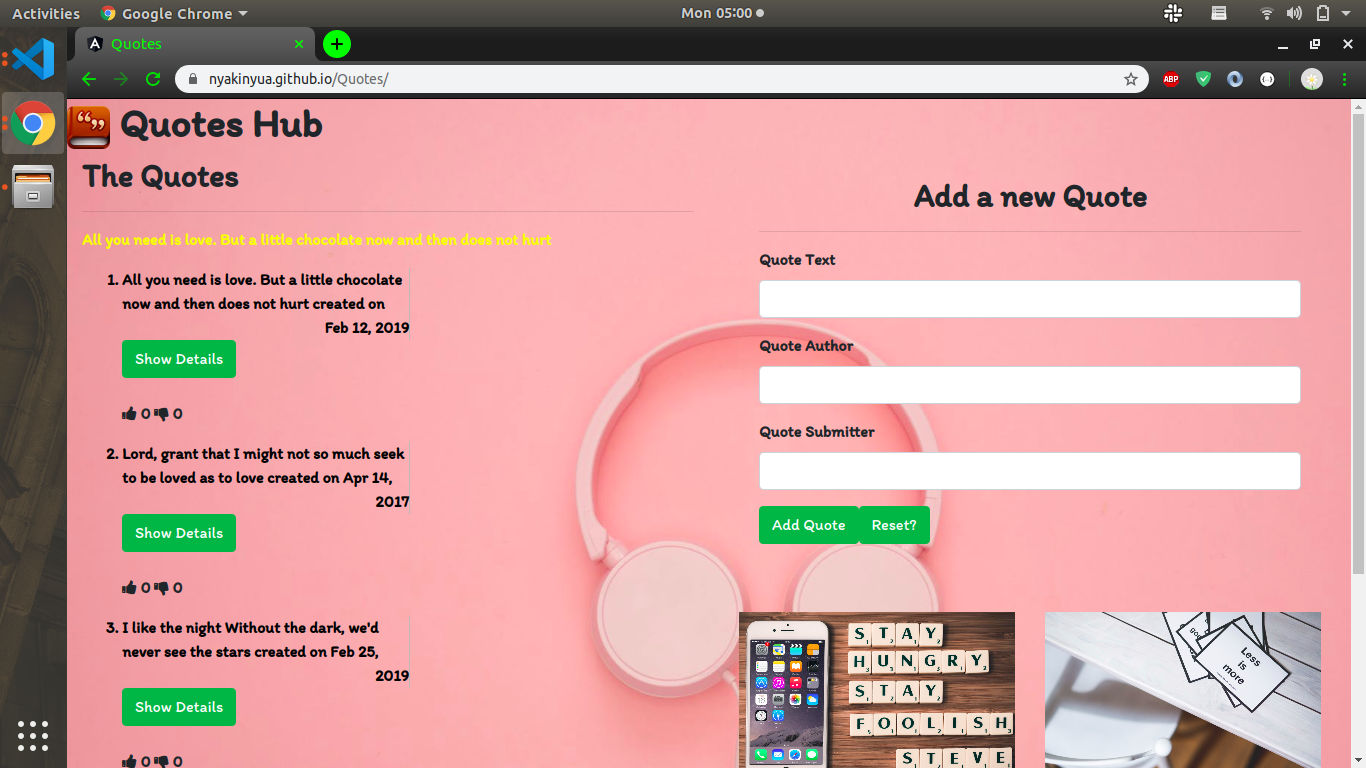 Activities
Google Chrome
Mon 05:00
Quotes
nyakinyua.github.io/Quotes/
ABP
Quotes Hub
The Quotes
All you need is love. But a little chocolate now and then does not hurt
1. All you need is love. But a little chocolate
now and then does not hurt created on
Feb 12, 2019
Show Details
0 0
2. Lord, grant that I might not so much seek
to be loved as to love created on Apr 14,
2017
Show Details
0 0
3. I like the night Without the dark, we'd
never see the stars created on Feb 25,
2019
Show Details
0 0
Add a new Quote
Quote Text
Quote Author
Quote Submitter
Add Quote Reset?
STAY
HUNGRY
STAY
FOOLISH
STEVE
Less
is
more